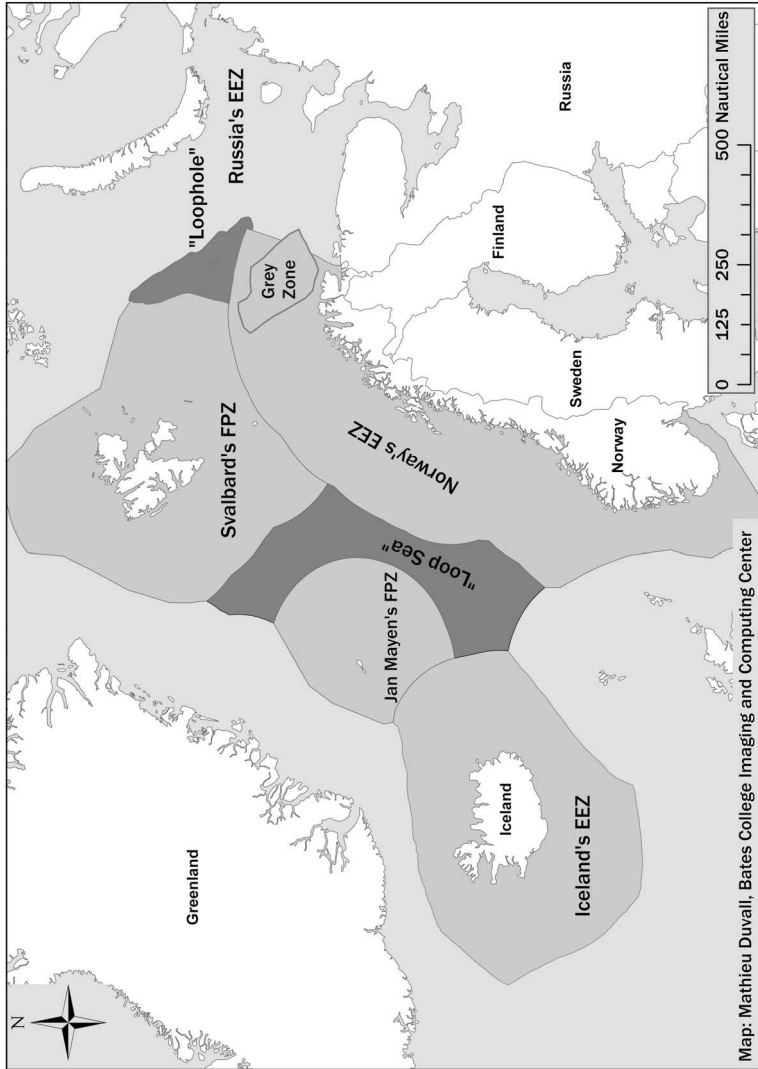 N
Greenland
Svalbard's FPZ
"Loophole"
Russia's EEZ
Grey
Zone
Jan Mayen's FPZ
"Loop Sea"
Norway's EEZ
Iceland
Iceland's EEZ
Norway
Sweden
Finland
Russia
0 125 250 500 Nautical Miles
Map: Mathieu Duvall, Bates College Imaging and Computing Center